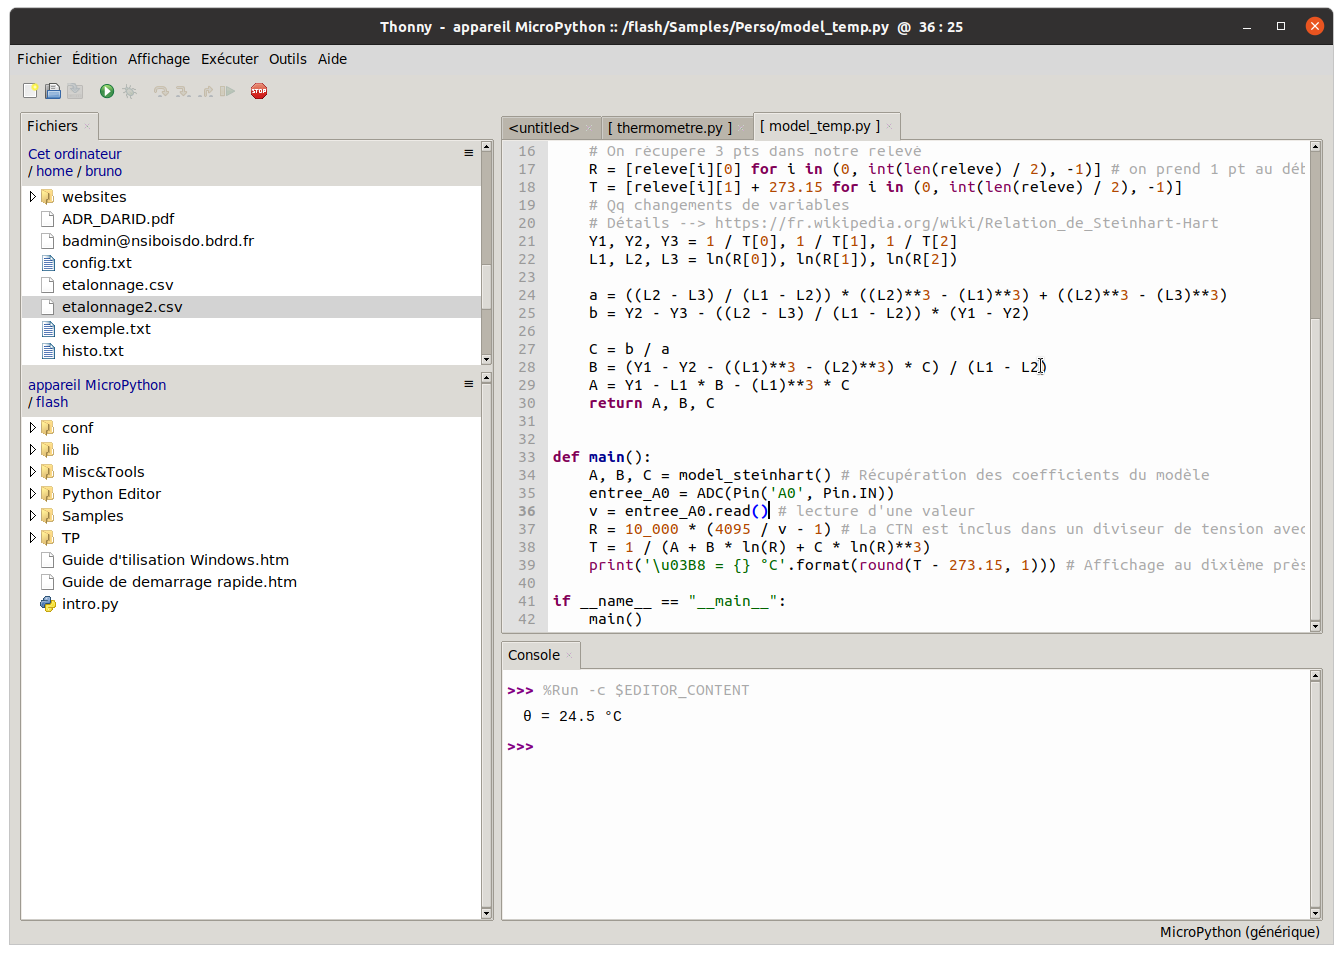 Thonny - appareil MicroPython :: /flash/Samples/Perso/model_temp.py @ 36 : 25
Fichier Édition Affichage Exécuter Outils Aide
STOP
Fichiers
Cet ordinateur
/ home / bruno
websites
ADR_DARID.pdf
badmin@nsiboisdo.bdrd.fr
config.txt
etalonnage.csv
etalonnage2.csv
exemple.txt
histo.txt
appareil MicroPython
/ flash
conf
lib
Misc&Tools
Python Editor
Samples
TP
Guide d'tilisation Windows.htm
Guide de demarrage rapide.htm
intro.py
<untitled> [ thermometre.py ] [ model_temp.py ]
16 # On récupere 3 pts dans notre relevé
17 R = [releve[i][0] for i in (0, int(len(releve) / 2), -1)] # on prend 1 pt au déb
18 T = [releve[i][1] + 273.15 for i in (0, int(len(releve) / 2), -1)]
19 # Qq changements de variables
20 # Détails --> https://fr.wikipedia.org/wiki/Relation_de_Steinhart-Hart
21 Y1, Y2, Y3 = 1 / T[0], 1 / T[1], 1 / T[2]
22 L1, L2, L3 = ln(R[0]), ln(R[1]), ln(R[2])
23
24 a = ((L2 - L3) / (L1 - L2)) * ((L2)**3 - (L1)**3) + ((L2)**3 - (L3)**3)
25 b = Y2 - Y3 - ((L2 - L3) / (L1 - L2)) * (Y1 - Y2)
26
27 C = b / a
28 B = (Y1 - Y2 - ((L1)**3 - (L2)**3) * C) / (L1 - L2)
29 A = Y1 - L1 * B - (L1)**3 * C
30 return A, B, C
31
32
33 def main():
34 A, B, C = model_steinhart() # Récupération des coefficients du modèle
35 entree_A0 = ADC(Pin('A0', Pin.IN))
36 v = entree_A0.read() # lecture d'une valeur
37 R = 10_000 * (4095 / v - 1) # La CTN est inclus dans un diviseur de tension avec
38 T = 1 / (A + B * ln(R) + C * ln(R)**3)
39 print('\u03B8 = {} °C'.format(round(T - 273.15, 1))) # Affichage au dixième près
40
41 if __name__ == "__main__":
42 main()
Console
>>> %Run -c $EDITOR_CONTENT
θ = 24.5 °C
>>>
MicroPython (générique)